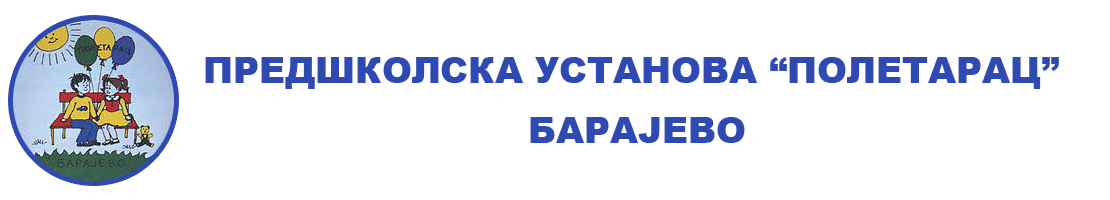 ПОЛЕТАРАЦ
БАРАЈЕВО
ПРЕДШКОЛСКА УСТАНОВА “ПОЛЕТАРАЦ”
БАРАЈЕВО